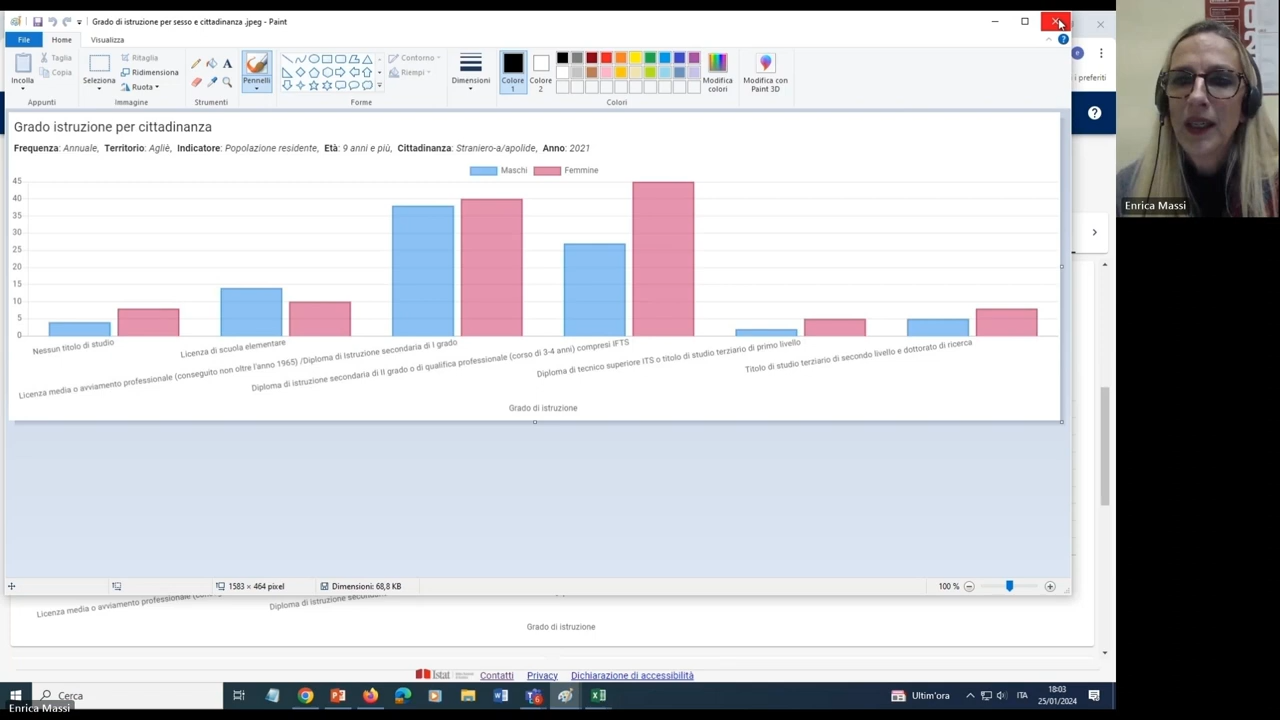 Grado di istruzione per sesso e cittadinanza .jpeg - Paint
File
Home
Visualizza
Incolla
Taglia
Copia
Appunti
Seleziona
Ritaglia
Ridimensiona
Ruota
Immagine
Strumenti
Pennelli
Forme
Contorno
Riempi
Dimensioni
Colore 1
Colore 2
Modifica colori
Colori
Modifica con Paint 3D
i preferiti
Grado istruzione per cittadinanza
Frequenza: Annuale, Territorio: Agliè, Indicatore: Popolazione residente, Età: 9 anni e più, Cittadinanza: Straniero-a/apolide, Anno: 2021
Maschi
Femmine
45
40
35
30
25
20
15
10
5
0
Nessun titolo di studio
Licenza di scuola elementare
Licenza media o avviamento professionale (conseguito non oltre l'anno 1965) /Diploma di istruzione secondaria di I grado
Diploma di istruzione secondaria di II grado o di qualifica professionale (corso di 3-4 anni) compresi IFTS
Diploma di tecnico superiore ITS o titolo di studio terziario di primo livello
Titolo di studio terziario di secondo livello e dottorato di ricerca
Grado di istruzione
1583 × 464 pixel
Dimensioni: 68,8 KB
100 %
Licenza media o avviamento professionale
Diploma di istruzione
Grado di istruzione
Istat
Contatti
Privacy
Dichiarazione di accessibilità
Cerca
Ultim'ora
ITA
18:03
25/01/2024
Enrica Massi
Enrica Massi